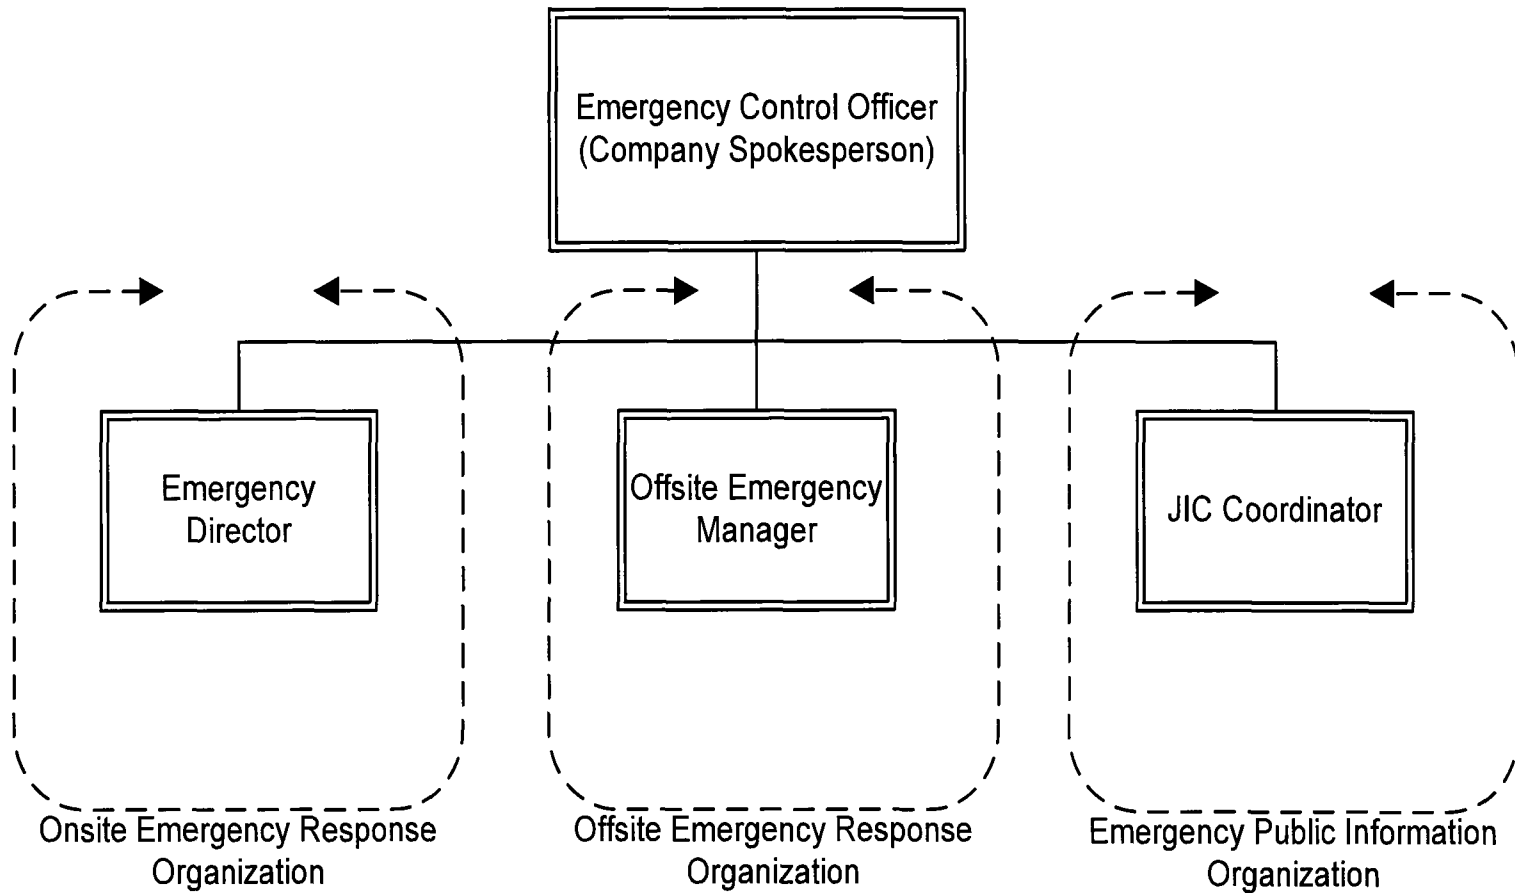 Emergency Control Officer
(Company Spokesperson)
Emergency
Director
Offsite Emergency
Manager
JIC Coordinator
Onsite Emergency Response
Organization
Offsite Emergency Response
Organization
Emergency Public Information
Organization